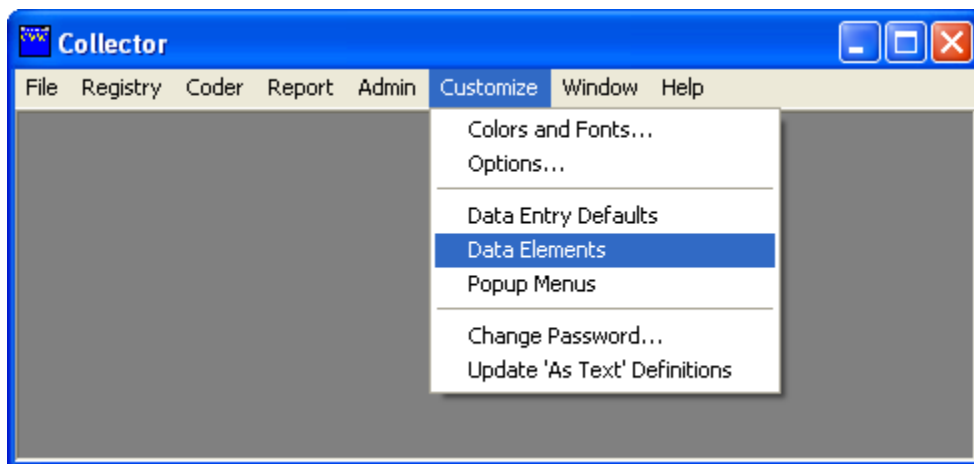 Collector
File Registry Coder Report Admin Customize Window Help
Colors and Fonts...
Options...
Data Entry Defaults
Data Elements
Popup Menus
Change Password...
Update 'As Text' Definitions